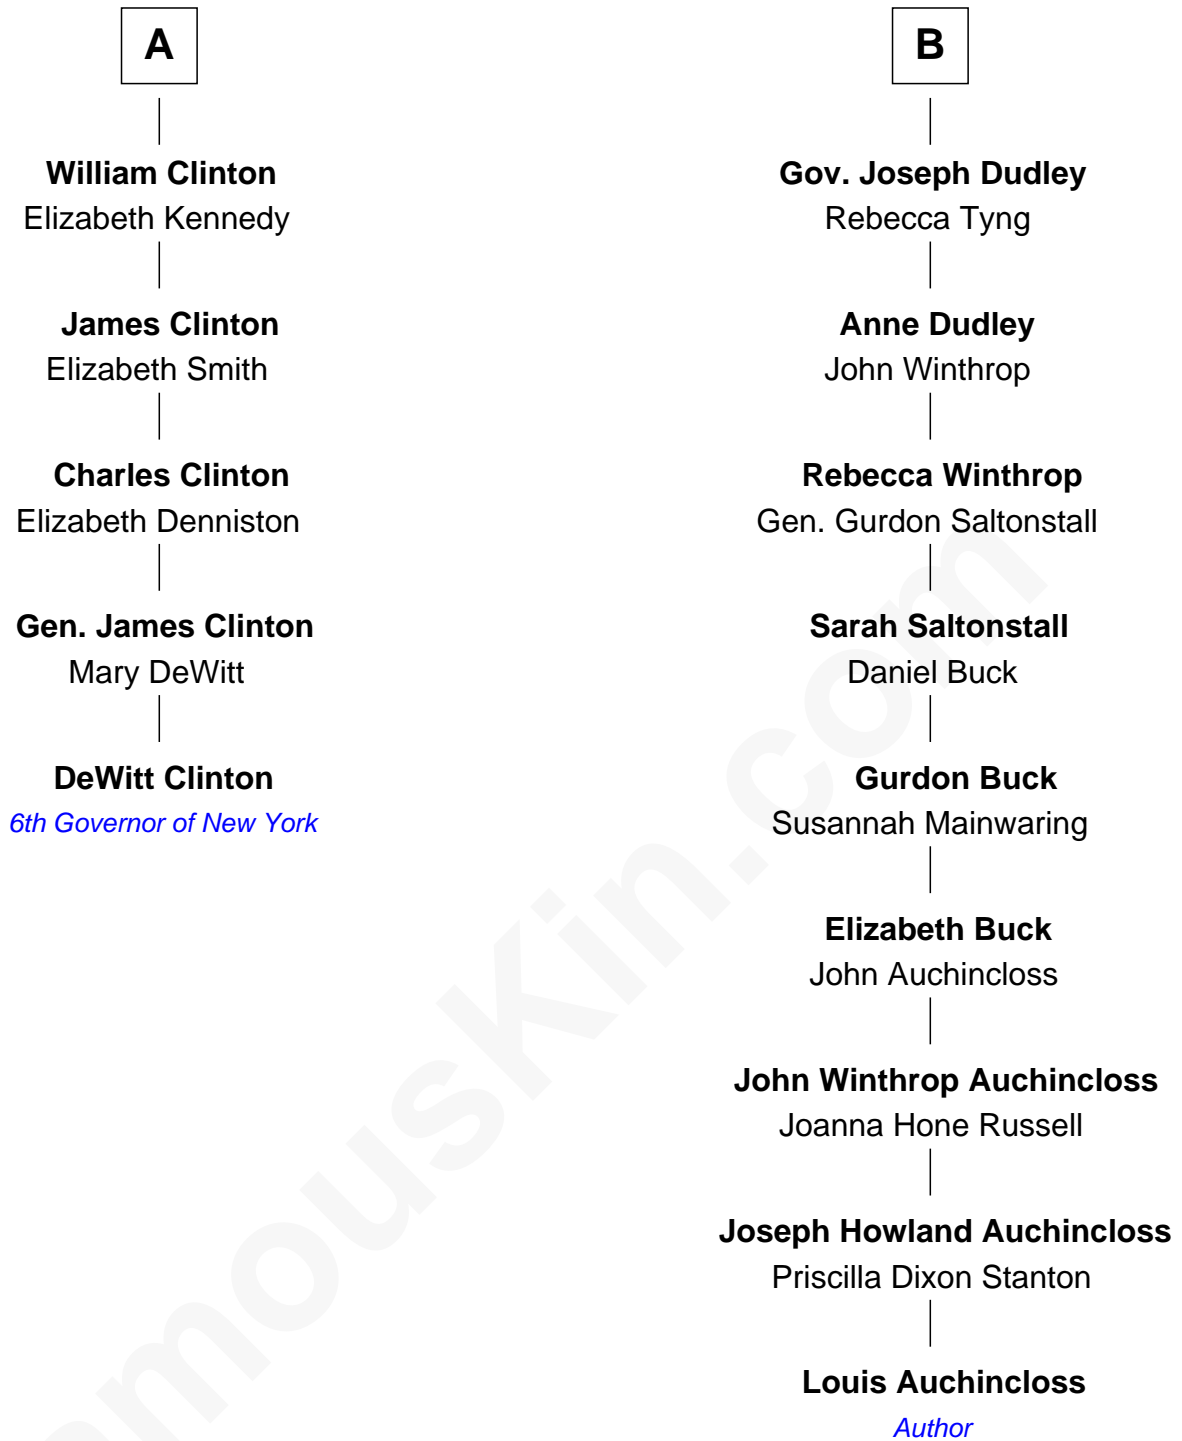 A
William Clinton
Elizabeth Kennedy
James Clinton
Elizabeth Smith
Charles Clinton
Elizabeth Denniston
Gen. James Clinton
Mary DeWitt
DeWitt Clinton
6th Governor of New York
B
Gov. Joseph Dudley
Rebecca Tyng
Anne Dudley
John Winthrop
Rebecca Winthrop
Gen. Gurdon Saltonstall
Sarah Saltonstall
Daniel Buck
Gurdon Buck
Susannah Mainwaring
Elizabeth Buck
John Auchincloss
John Winthrop Auchincloss
Joanna Hone Russell
Joseph Howland Auchincloss
Priscilla Dixon Stanton
Louis Auchincloss
Author
amouskin.com